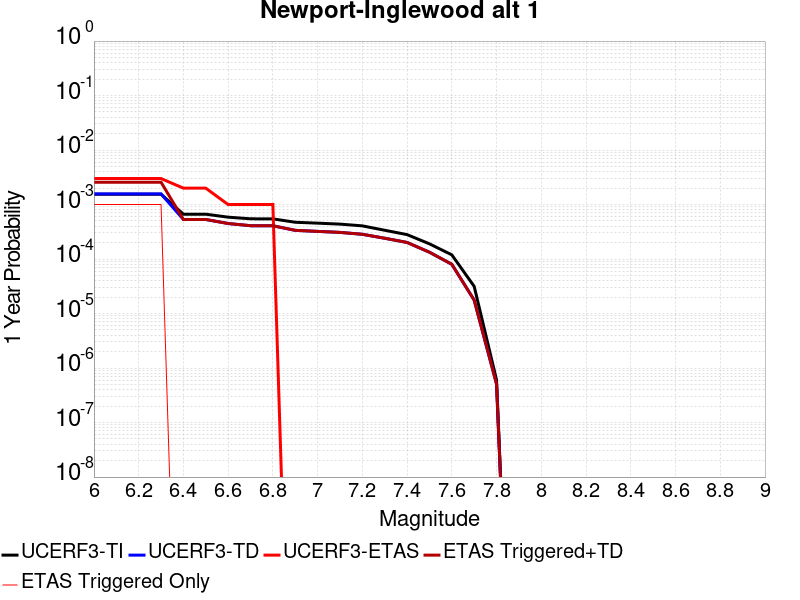 Newport-Inglewood alt 1
10^0
10^-1
10^-2
10^-3
10^-4
10^-5
10^-6
10^-7
10^-8
1 Year Probability
6 6.2 6.4 6.6 6.8 7 7.2 7.4 7.6 7.8 8 8.2 8.4 8.6 8.8 9
Magnitude
UCERF3-TI UCERF3-TD UCERF3-ETAS ETAS Triggered+TD
ETAS Triggered Only